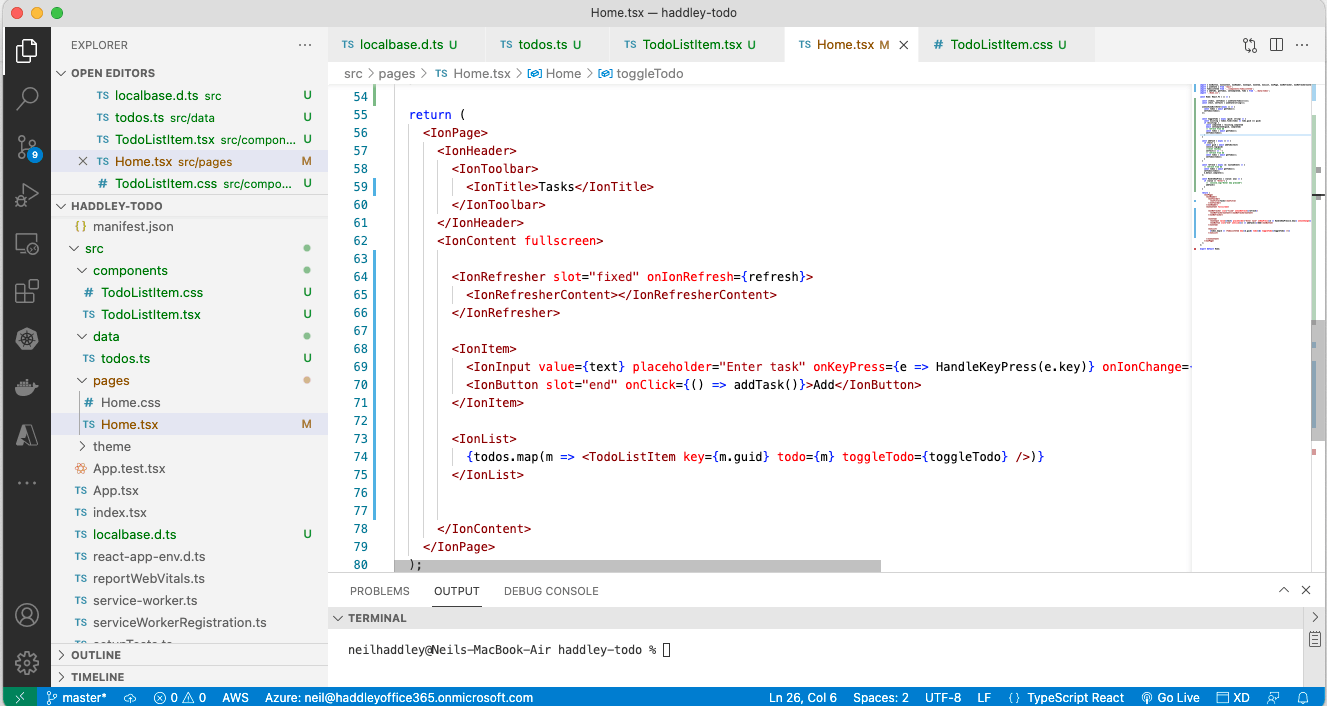 Home.tsx — haddley-todo
EXPLORER
OPEN EDITORS
TS localbase.d.ts src U
TS todos.ts src/data U
TS TodoListItem.tsx src/compon... U
TS Home.tsx src/pages M
# TodoListItem.css src/compo... U
HADDLEY-TODO
{} manifest.json
src
components
# TodoListItem.css U
TS TodoListItem.tsx U
data
TS todos.ts U
pages
# Home.css
TS Home.tsx M
theme
App.test.tsx
TS App.tsx
TS index.tsx
TS localbase.d.ts U
TS react-app-env.d.ts
TS reportWebVitals.ts
TS service-worker.ts
TS serviceWorkerRegistration.ts
TS setupTests.ts
OUTLINE
TIMELINE
9
TS localbase.d.ts U
TS todos.ts U
TS TodoListItem.tsx U
TS Home.tsx M
# TodoListItem.css U
src > pages > TS Home.tsx > Home > toggleTodo
54
55 return (
56 <IonPage>
57 <IonHeader>
58 <IonToolbar>
59 <IonTitle>Tasks</IonTitle>
60 </IonToolbar>
61 </IonHeader>
62 <IonContent fullscreen>
63
64 <IonRefresher slot="fixed" onIonRefresh={refresh}>
65 <IonRefresherContent></IonRefresherContent>
66 </IonRefresher>
67
68 <IonItem>
69 <IonInput value={text} placeholder="Enter task" onKeyPress={e => HandleKeyPress(e.key)} onIonChange=
70 <IonButton slot="end" onClick={() => addTask()}>Add</IonButton>
71 </IonItem>
72
73 <IonList>
74 {todos.map(m => <TodoListItem key={m.guid} todo={m} toggleTodo={toggleTodo} />)}
75 </IonList>
76
77
78 </IonContent>
79 </IonPage>
80 );
PROBLEMS OUTPUT DEBUG CONSOLE
TERMINAL
neilhaddley@Neils-MacBook-Air haddley-todo %
master* 0 0 AWS Azure: neil@haddleyoffice365.onmicrosoft.com Ln 26, Col 6 Spaces: 2 UTF-8 LF {} TypeScript React Go Live XD